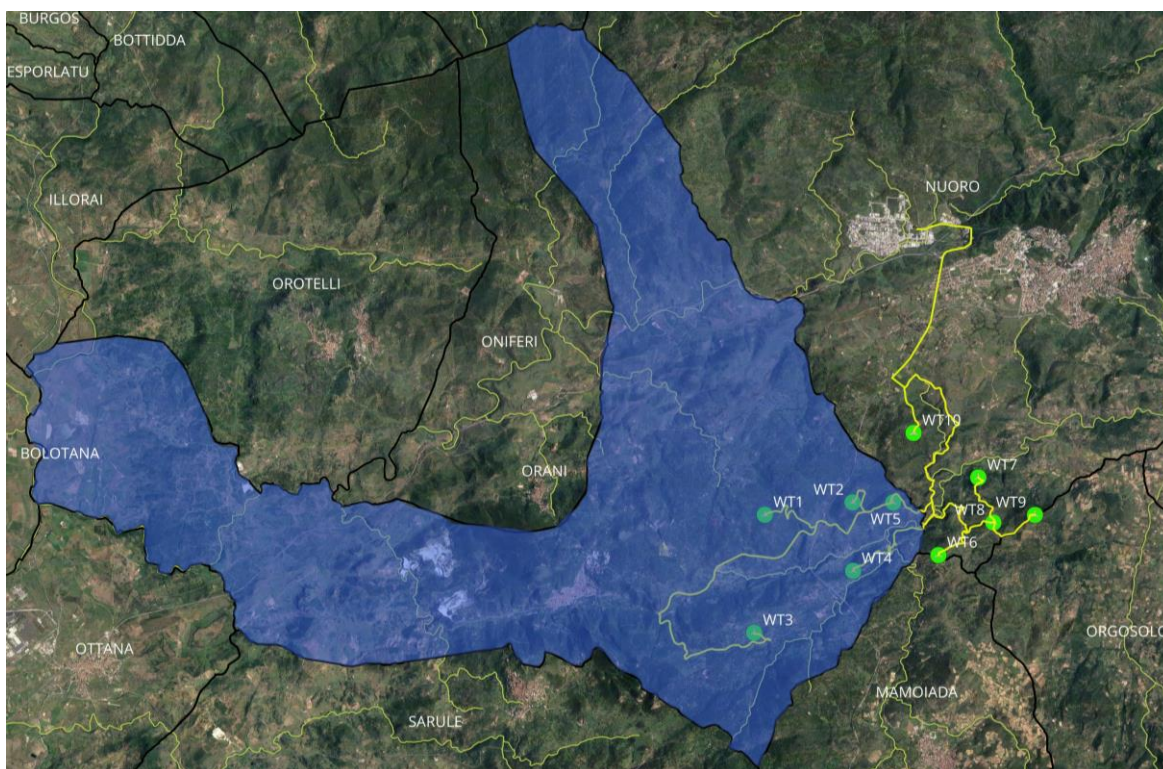 BURGOS
BOTTIDDA
ESPORLATU
ILLORAI
NUORO
OROTELLI
ONIFERI
WT10
BOLOTANA
ORANI
WT7
WT2
WT1
WT5
WT8
WT9
WT6
WT4
WT3
OTTANA
ORGOSOLO
MAMOIADA
SARULE